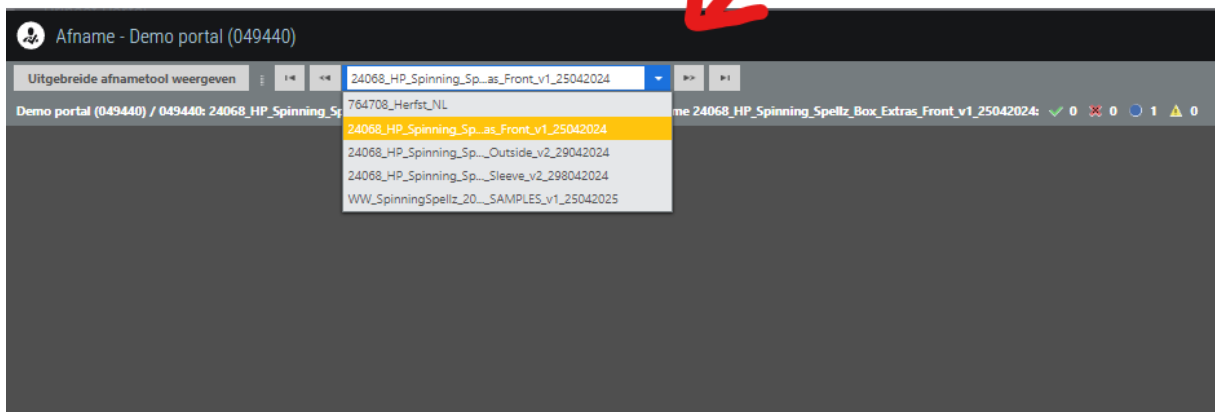 Afname - Demo portal (049440)
Uitgebreide afnametool weergeven
24068_HP_Spinning_Sp...as_Front_v1_25042024
Demo portal (049440) / 049440: 24068_HP_Spinning_Sp
me 24068_HP_Spinning_Spellz_Box_Extras_Front_v1_25042024: 0 0 1 0
764708_Herfst_NL
24068_HP_Spinning_Sp...as_Front_v1_25042024
24068_HP_Spinning_Sp..._Outside_v2_29042024
24068_HP_Spinning_Sp..._Sleeve_v2_298042024
WW_SpinningSpellz_20..._SAMPLES_v1_25042025